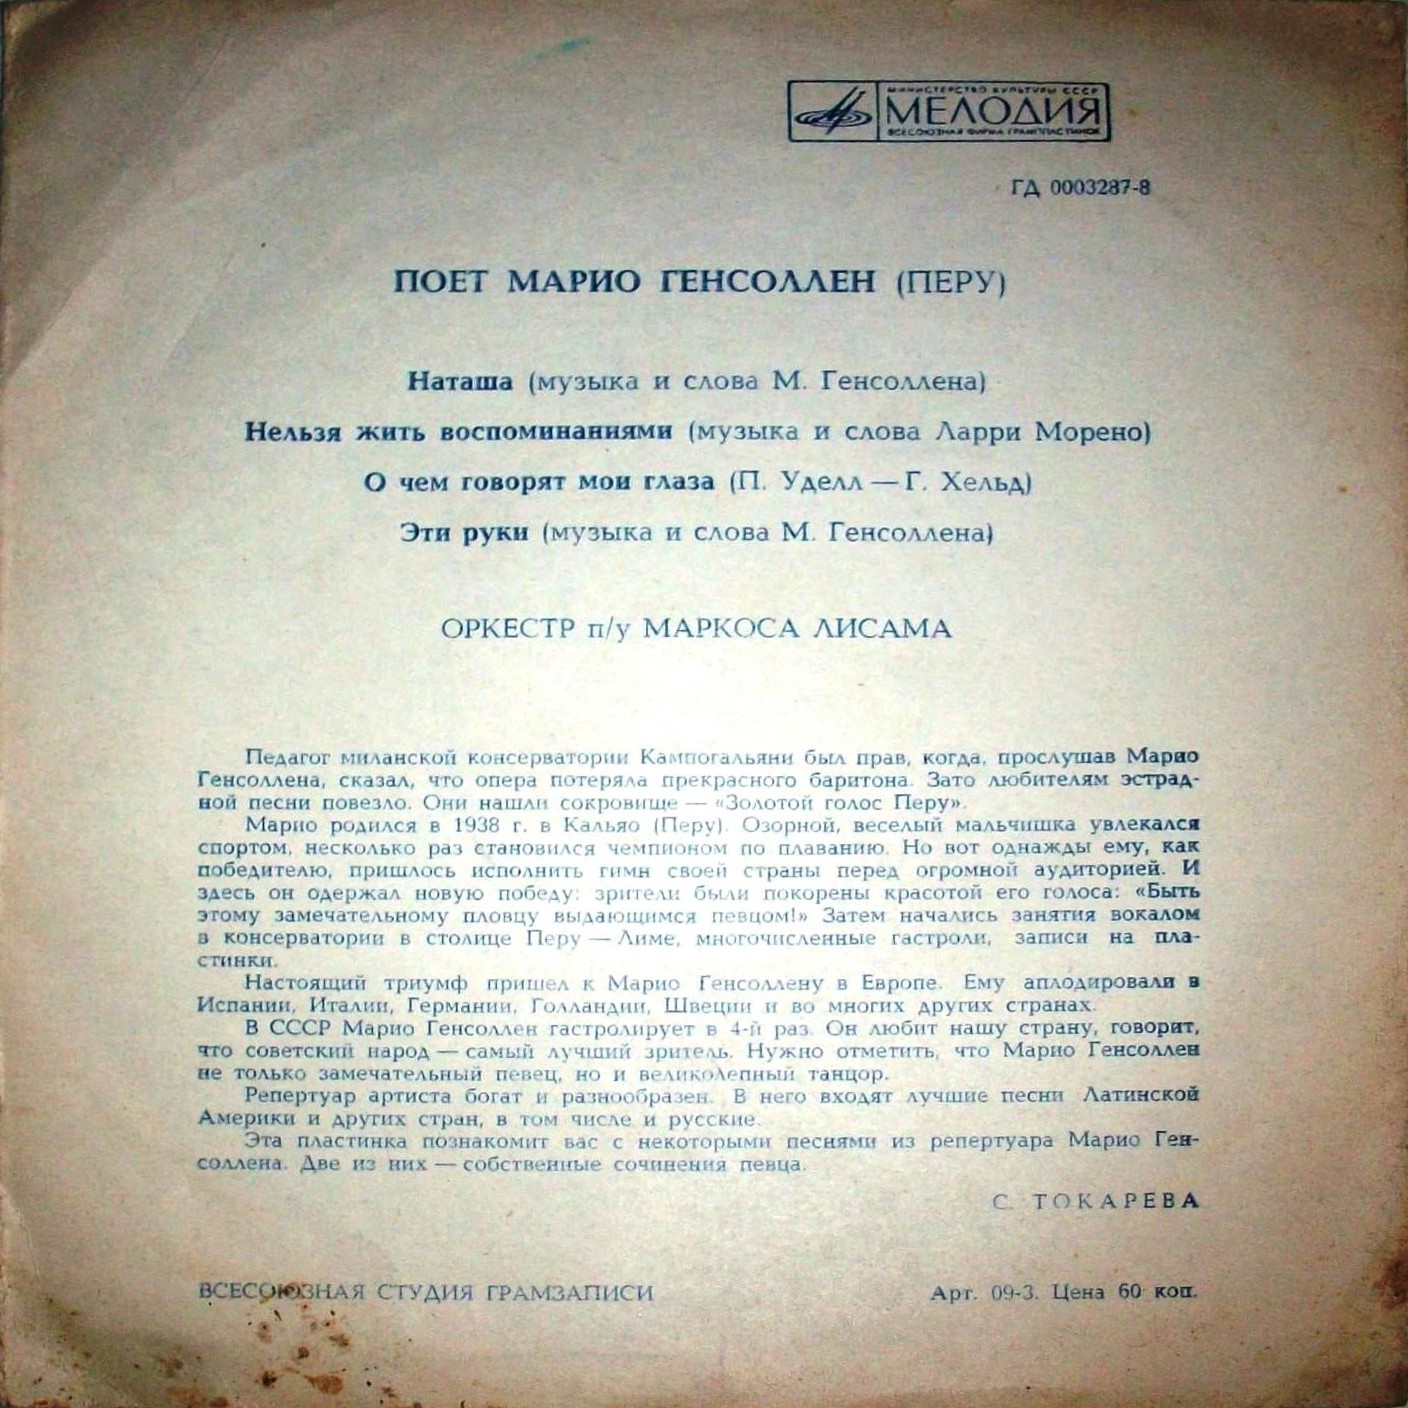 МИНИСТЕРСТВО КУЛЬТУРЫ СССР
МЕЛОДИЯ
ВСЕСОЮЗНАЯ ФИРМА ГРАМПЛАСТИНОК
ГД 0003287-8
ПОЕТ МАРИО ГЕНСОЛЛЕН (ПЕРУ)
Наташа (музыка и слова М. Генсоллена)
Нельзя жить воспоминаниями (музыка и слова Ларри Морено)
О чем говорят мои глаза (П. Уделл — Г. Хельд)
Эти руки (музыка и слова М. Генсоллена)
ОРКЕСТР п/у МАРКОСА ЛИСАМА
Педагог миланской консерватории Кампогальяни был прав, когда, прослушав Марио
Генсоллена, сказал, что опера потеряла прекрасного баритона. Зато любителям эстрад-
ной песни повезло. Они нашли сокровище — «Золотой голос Перу».
Марио родился в 1938 г. в Кальяо (Перу). Озорной, веселый мальчишка увлекался
спортом, несколько раз становился чемпионом по плаванию. Но вот однажды ему, как
победителю, пришлось исполнить гимн своей страны перед огромной аудиторией. И
здесь он одержал новую победу: зрители были покорены красотой его голоса: «Быть
этому замечательному пловцу выдающимся певцом!» Затем начались занятия вокалом
в консерватории в столице Перу — Лиме, многочисленные гастроли, записи на пла-
стинки.
Настоящий триумф пришел к Марио Генсоллену в Европе. Ему аплодировали в
Испании, Италии, Германии, Голландии, Швеции и во многих других странах.
В СССР Марио Генсоллен гастролирует в 4-й раз. Он любит нашу страну, говорит,
что советский народ — самый лучший зритель. Нужно отметить, что Марио Генсоллен
не только замечательный певец, но и великолепный танцор.
Репертуар артиста богат и разнообразен. В него входят лучшие песни Латинской
Америки и других стран, в том числе и русские.
Эта пластинка познакомит вас с некоторыми песнями из репертуара Марио Ген-
соллена. Две из них — собственные сочинения певца.
С. ТОКАРЕВА
ВСЕСОЮЗНАЯ СТУДИЯ ГРАМЗАПИСИ
Арт. 09-3. Цена 60 коп.